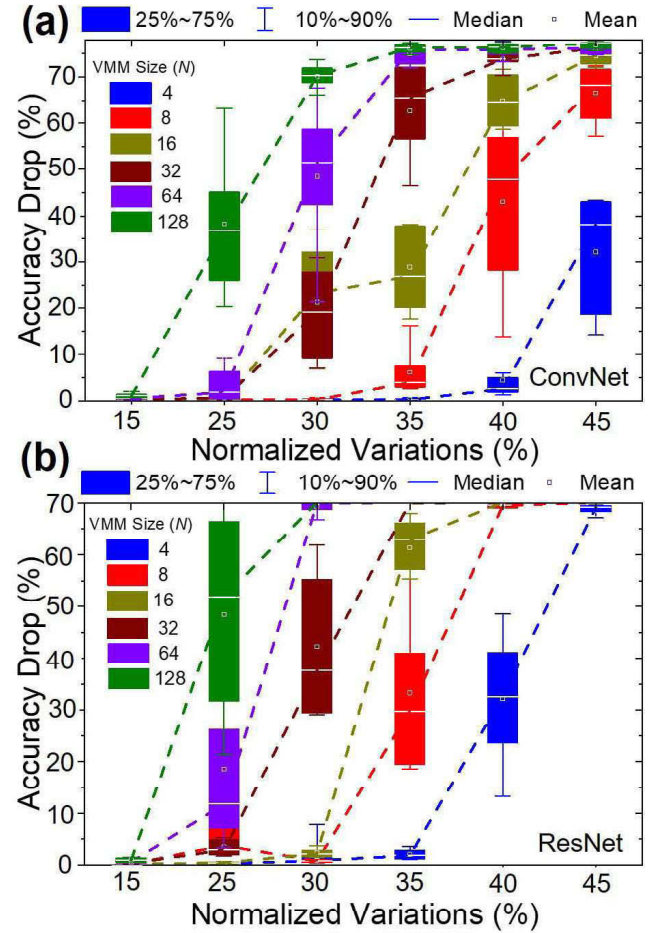 (a)
25%~75% 10%~90% Median Mean
VMM Size (N)
4
8
16
32
64
128
70
60
50
40
30
20
10
0
Accuracy Drop (%)
ConvNet
15 25 30 35 40 45
Normalized Variations (%)
(b)
25%~75% 10%~90% Median Mean
VMM Size (N)
4
8
16
32
64
128
70
60
50
40
30
20
10
0
Accuracy Drop (%)
ResNet
15 25 30 35 40 45
Normalized Variations (%)